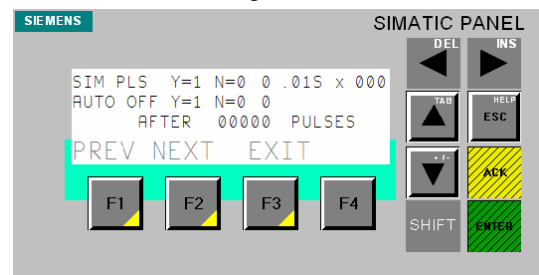 SIEMENS SIMATIC PANEL
DEL INS
SIM PLS Y=1 N=0 0 .01S x 000
AUTO OFF Y=1 N=0 0
AFTER 00000 PULSES
PREV NEXT EXIT
TAB HELP
ESC
+/-
ACK
F1 F2 F3 F4
SHIFT ENTER